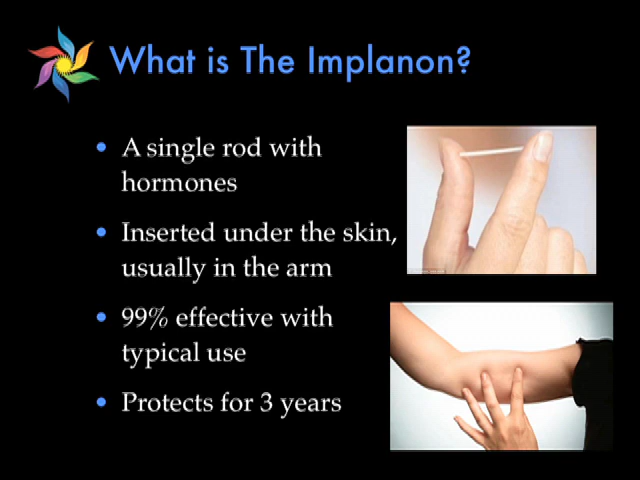 What is The Implanon?
A single rod with
hormones
Inserted under the skin,
usually in the arm
99% effective with
typical use
Protects for 3 years